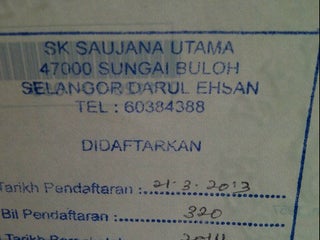 SK SAUJANA UTAMA
47000 SUNGAI BULOH
SELANGOR DARUL EHSAN
TEL : 60384388
DIDAFTARKAN
Tarikh Pendaftaran : 21.3.2013
Bil Pendaftaran : 320
Tarikh